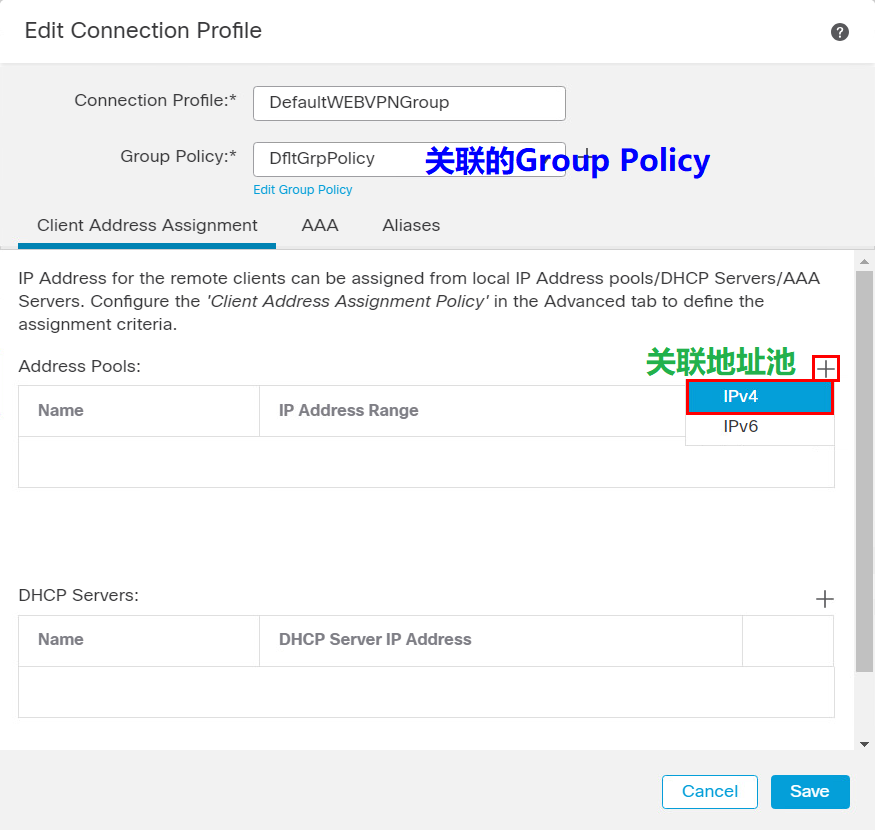 Edit Connection Profile
?
Connection Profile:* DefaultWEBVPNGroup
Group Policy:* DfltGrpPolicy 关联的Group Policy
Edit Group Policy
Client Address Assignment AAA Aliases
IP Address for the remote clients can be assigned from local IP Address pools/DHCP Servers/AAA
Servers. Configure the 'Client Address Assignment Policy' in the Advanced tab to define the
assignment criteria.
Address Pools: 关联地址池 +
Name IP Address Range IPv4
IPv6
DHCP Servers: +
Name DHCP Server IP Address
Cancel Save